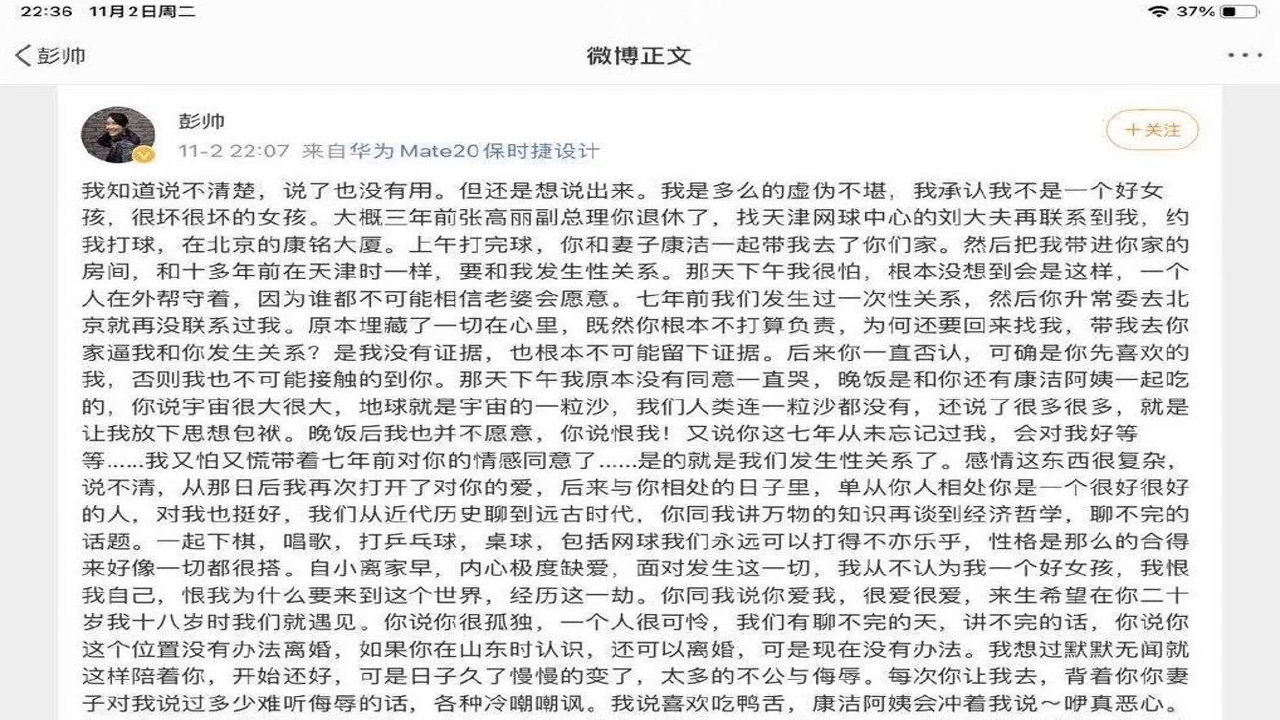 22:36 11月2日周二
37%
彭帅
微博正文
彭帅
11-2 22:07 来自华为Mate20保时捷设计
+关注
我知道说不清楚，说了也没有用。但还是想说出来。我是多么的虚伪不堪，我承认我不是一个好女
孩，很坏很坏的女孩。大概三年前张高丽副总理你退休了，找天津网球中心的刘大夫再联系到我，约
我打球，在北京的康铭大厦。上午打完球，你和妻子康洁一起带我去了你们家。然后把我带进你家的
房间，和十多年前在天津时一样，要和我发生性关系。那天下午我很怕，根本没想到会是这样，一个
人在外帮守着，因为谁都不可能相信老婆会愿意。七年前我们发生过一次性关系，然后你升常委去北
京就再没联系过我。原本埋藏了一切在心里，既然你根本不打算负责，为何还要回来找我，带我去你
家逼我和你发生关系？是我没有证据，也根本不可能留下证据。后来你一直否认，可确是你先喜欢的
我，否则我也不可能接触的到你。那天下午我原本没有同意一直哭，晚饭是和你还有康洁阿姨一起吃
的，你说宇宙很大很大，地球就是宇宙的一粒沙，我们人类连一粒沙都没有，还说了很多很多，就是
让我放下思想包袱。晚饭后我也并不愿意，你说恨我！又说你这七年从未忘记过我，会对我好等
等......我又怕又慌带着七年前对你的情感同意了......是的就是我们发生性关系了。感情这东西很复杂，
说不清，从那日后我再次打开了对你的爱，后来与你相处的日子里，单从你人相处你是一个很好很好
的人，对我也挺好，我们从近代历史聊到远古时代，你同我讲万物的知识再谈到经济哲学，聊不完的
话题。一起下棋，唱歌，打乒乓球，桌球，包括网球我们永远可以打得不亦乐乎，性格是那么的合得
来好像一切都很搭。自小离家早，内心极度缺爱，面对发生这一切，我从不认为我一个好女孩，我恨
我自己，恨我为什么要来到这个世界，经历这一劫。你同我说你爱我，很爱很爱，来生希望在你二十
岁我十八岁时我们就遇见。你说你很孤独，一个人很可怜，我们有聊不完的天，讲不完的话，你说你
这个位置没有办法离婚，如果你在山东时认识，还可以离婚，可是现在没有办法。我想过默默无闻就
这样陪着你，开始还好，可是日子久了慢慢的变了，太多的不公与侮辱。每次你让我去，背着你你妻
子对我说过多少难听侮辱的话，各种冷嘲嘲讽。我说喜欢吃鸭舌，康洁阿姨会冲着我说～咿真恶心。